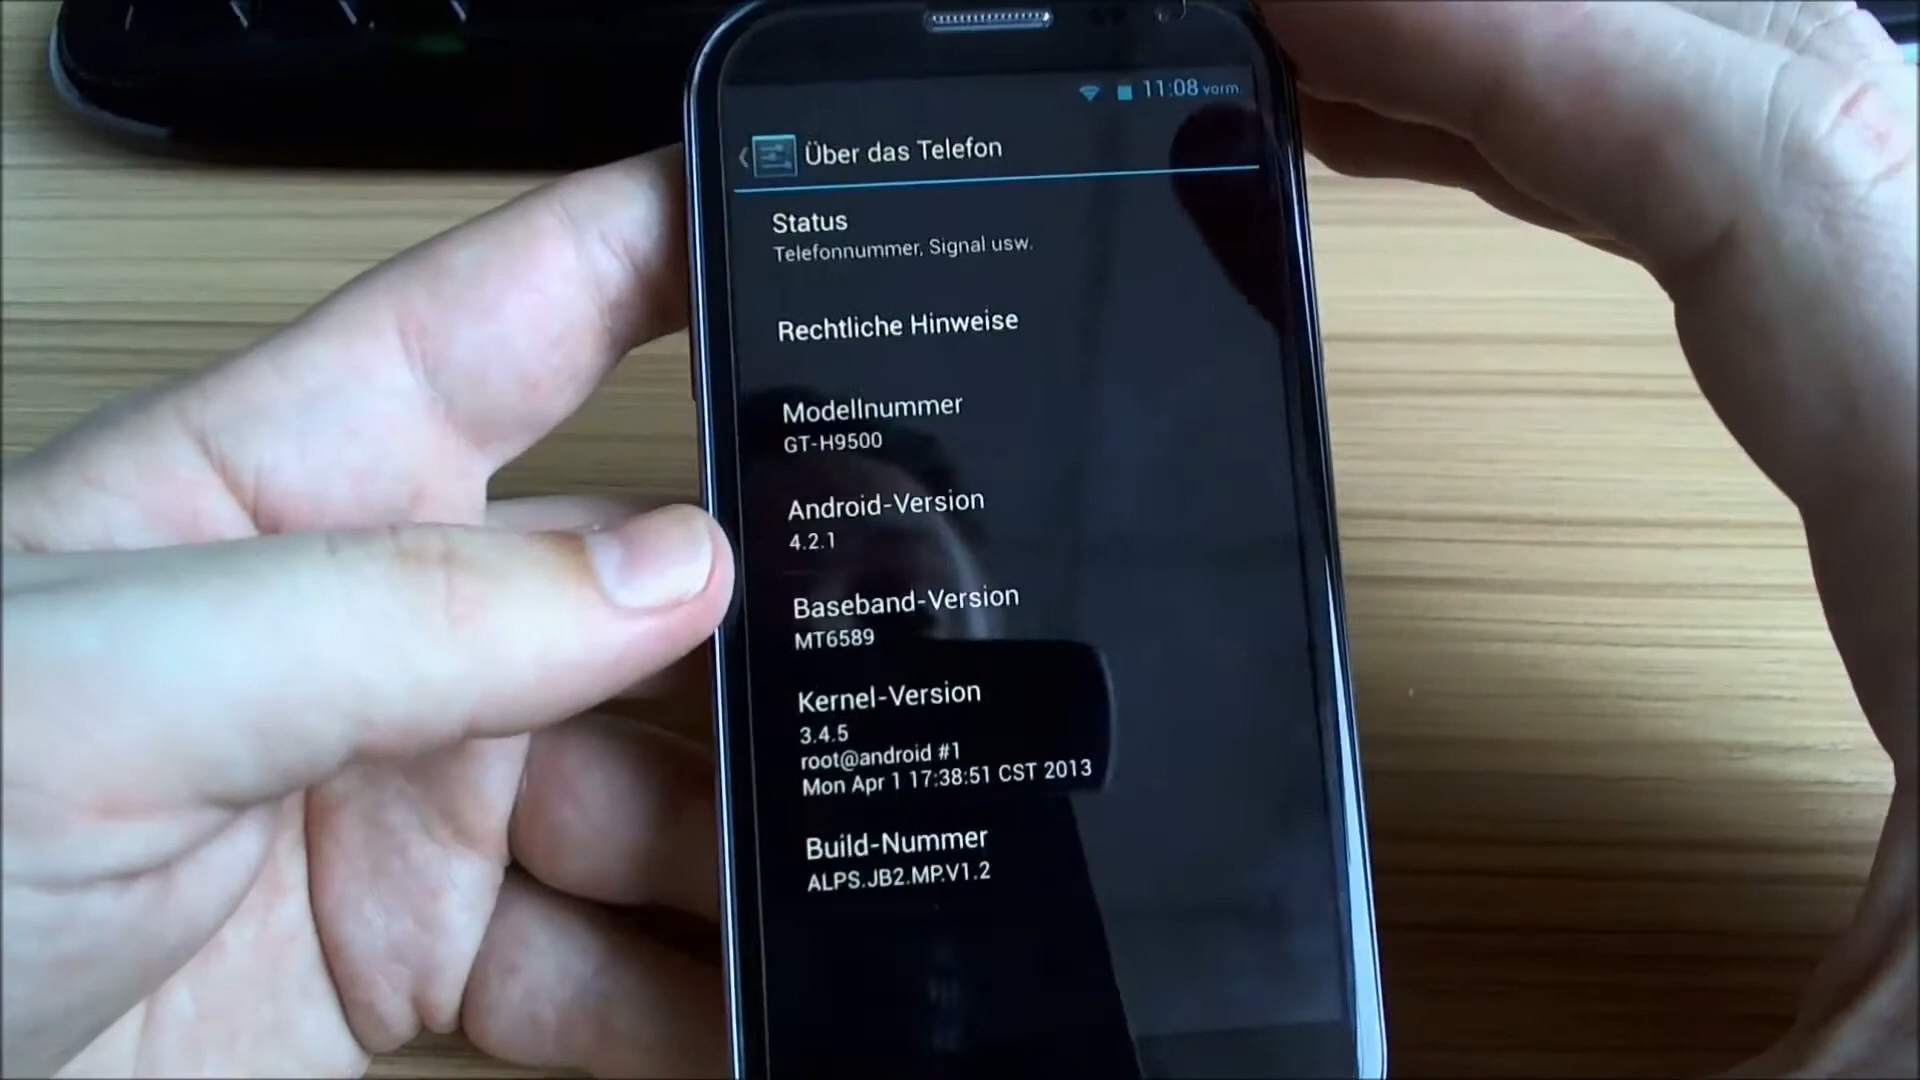 11:08 vorm.
Über das Telefon
Status
Telefonnummer, Signal usw.
Rechtliche Hinweise
Modellnummer
GT-H9500
Android-Version
4.2.1
Baseband-Version
MT6589
Kernel-Version
3.4.5
root@android #1
Mon Apr 1 17:38:51 CST 2013
Build-Nummer
ALPS.JB2.MP.V1.2